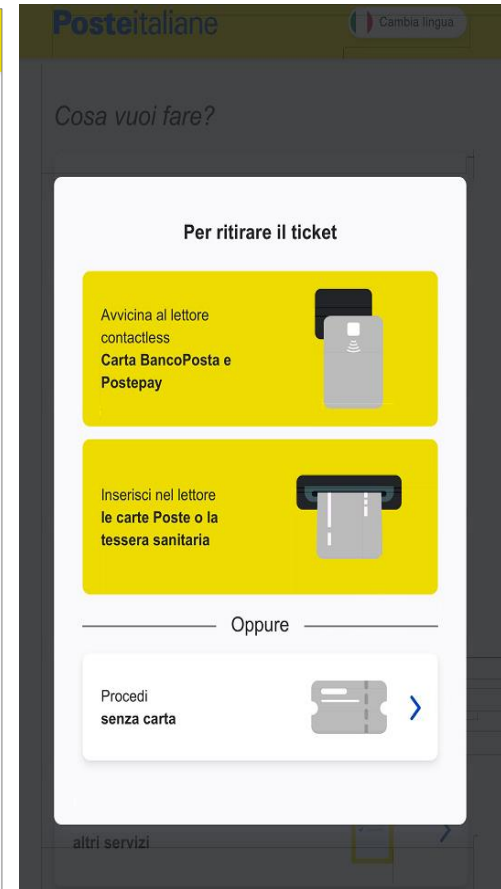 Posteitaliane
Cambia lingua
Cosa vuoi fare?
Per ritirare il ticket
Avvicina al lettore
contactless
Carta BancoPosta e
Postepay
Inserisci nel lettore
le carte Poste o la
tessera sanitaria
Oppure
Procedi
senza carta
altri servizi